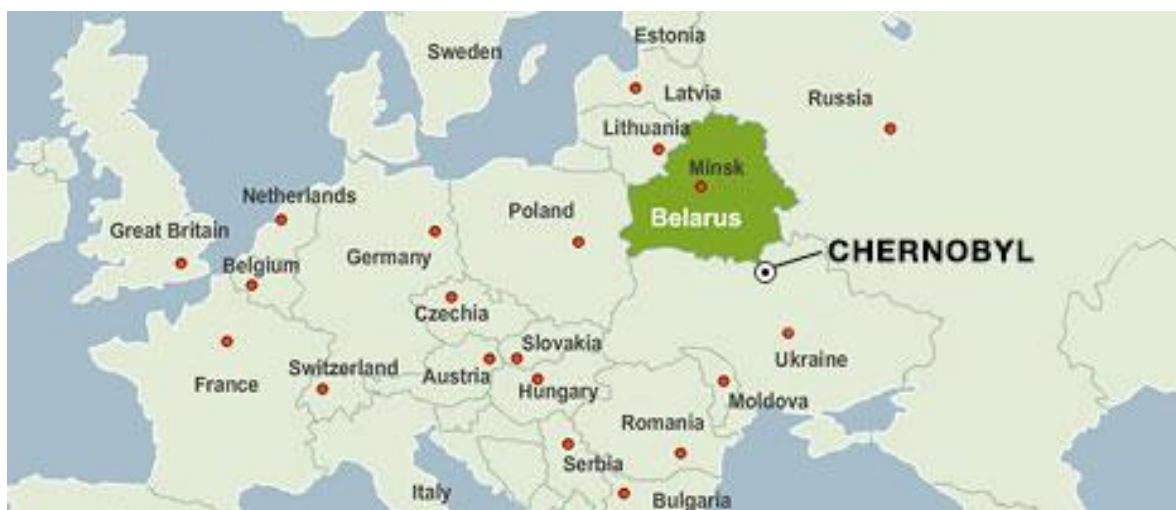 Estonia
Sweden
Latvia
Russia
Lithuania
Minsk
Netherlands
Poland
Belarus
Great Britain
CHERNOBYL
Germany
Belgium
Czechia
Slovakia
Ukraine
Switzerland
Austria
France
Hungary
Moldova
Romania
Serbia
Italy
Bulgaria